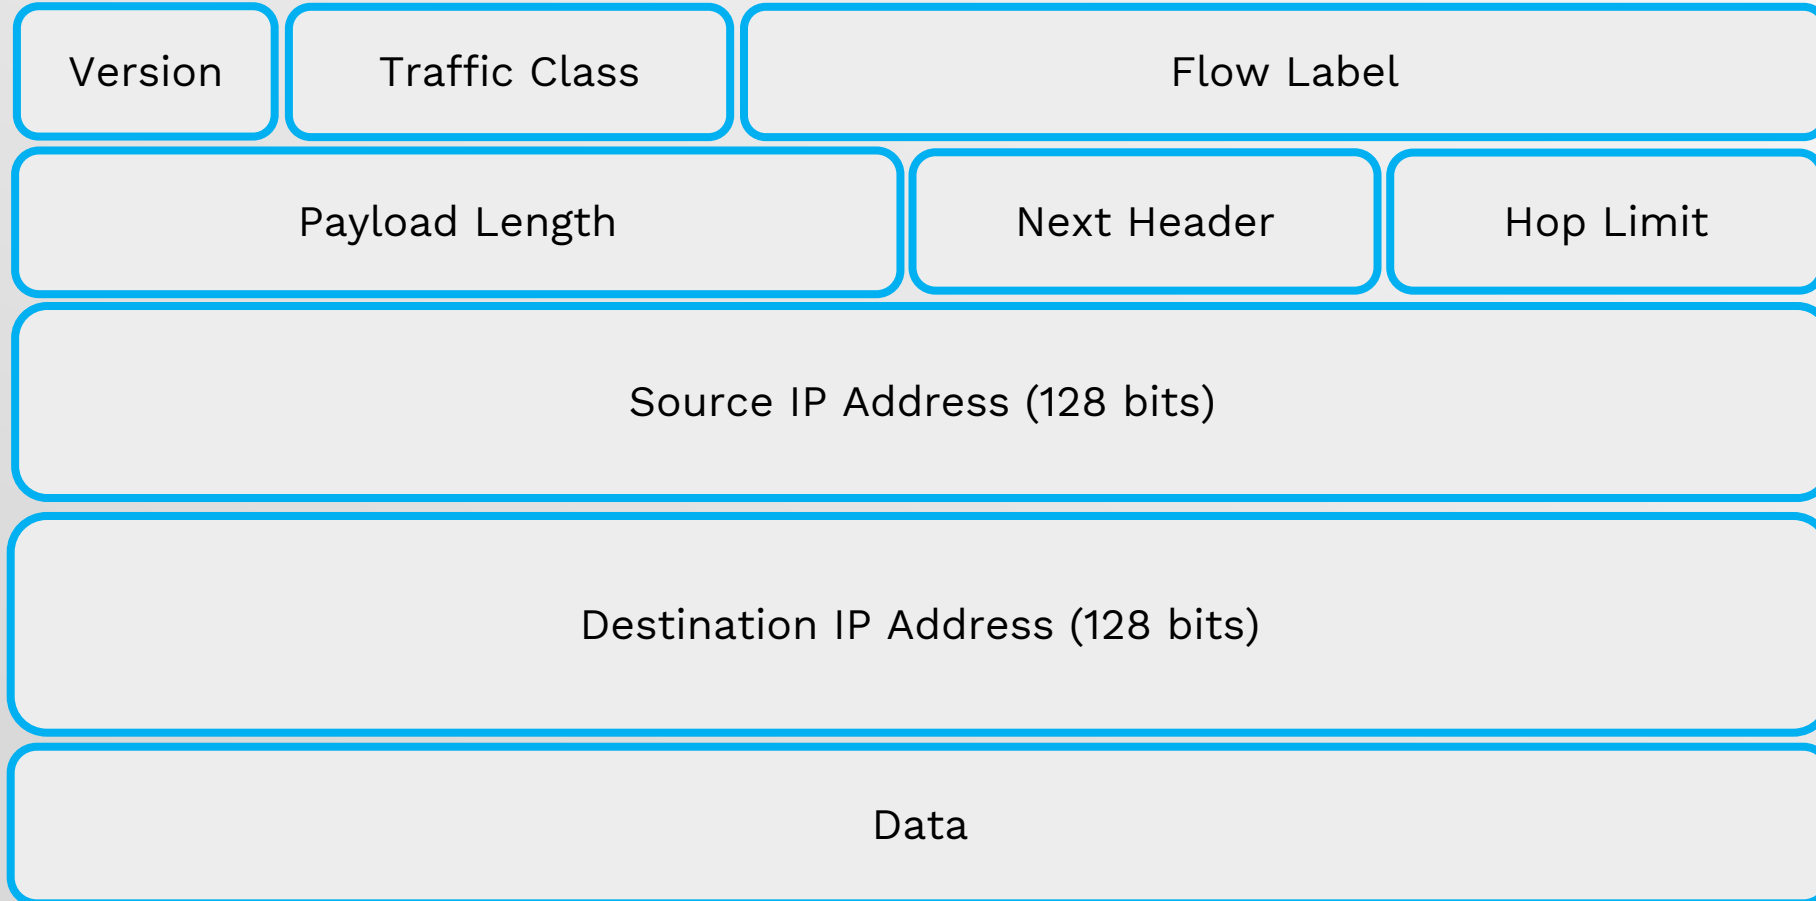 Version
Traffic Class
Flow Label
Payload Length
Next Header
Hop Limit
Source IP Address (128 bits)
Destination IP Address (128 bits)
Data